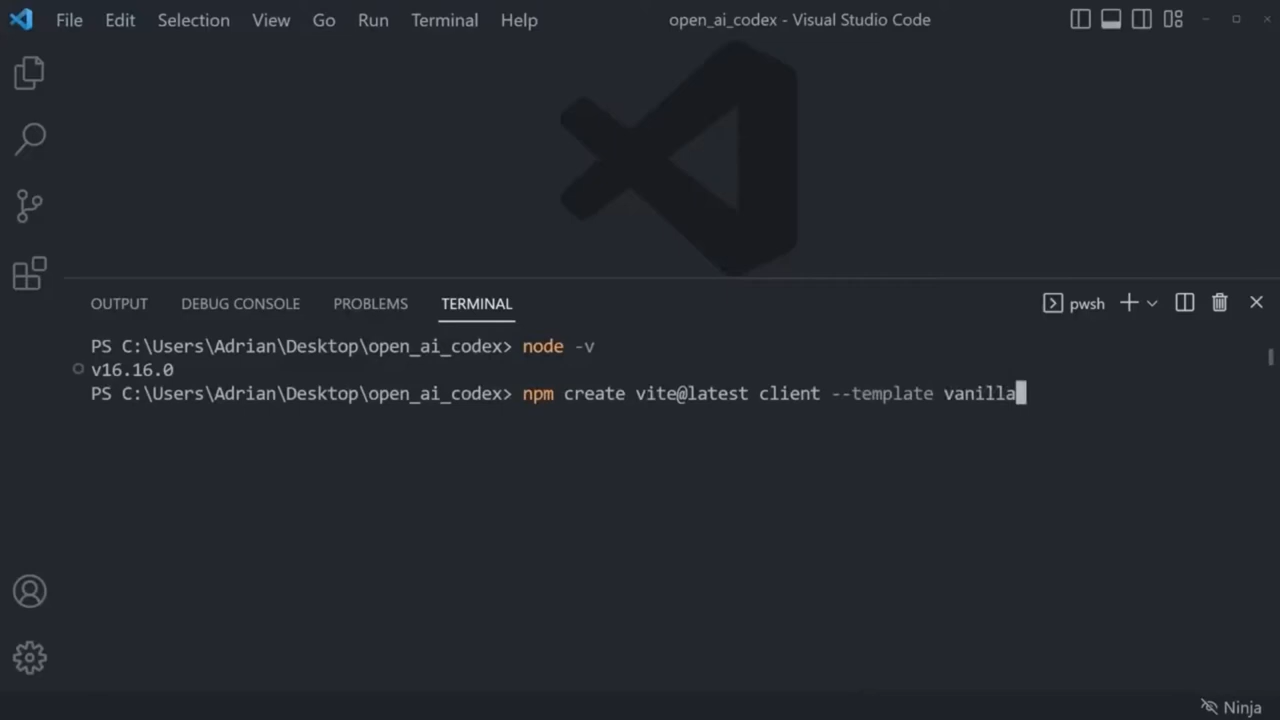 File Edit Selection View Go Run Terminal Help open_ai_codex - Visual Studio Code
OUTPUT DEBUG CONSOLE PROBLEMS TERMINAL pwsh
PS C:\Users\Adrian\Desktop\open_ai_codex> node -v
v16.16.0
PS C:\Users\Adrian\Desktop\open_ai_codex> npm create vite@latest client --template vanilla
Ninja